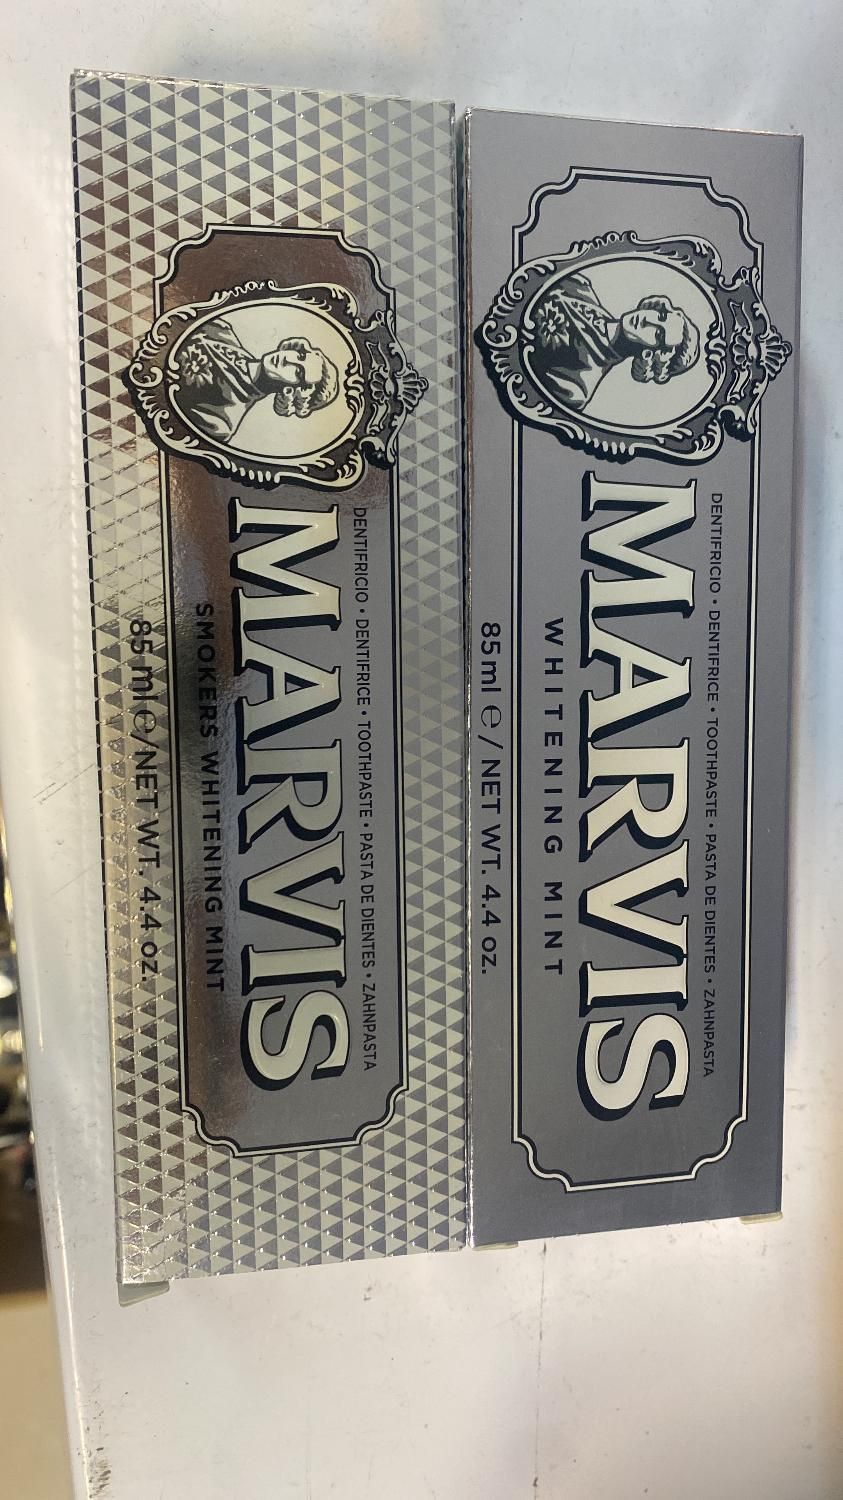 DENTIFRICIO • DENTIFRICE • TOOTHPASTE • PASTA DE DIENTES • ZAHNPASTA
MARVIS
WHITENING MINT
85 ml ℮ / NET WT. 4.4 oz.
DENTIFRICIO • DENTIFRICE • TOOTHPASTE • PASTA DE DIENTES • ZAHNPASTA
MARVIS
SMOKERS WHITENING MINT
85 ml ℮/NET WT. 4.4 oz.